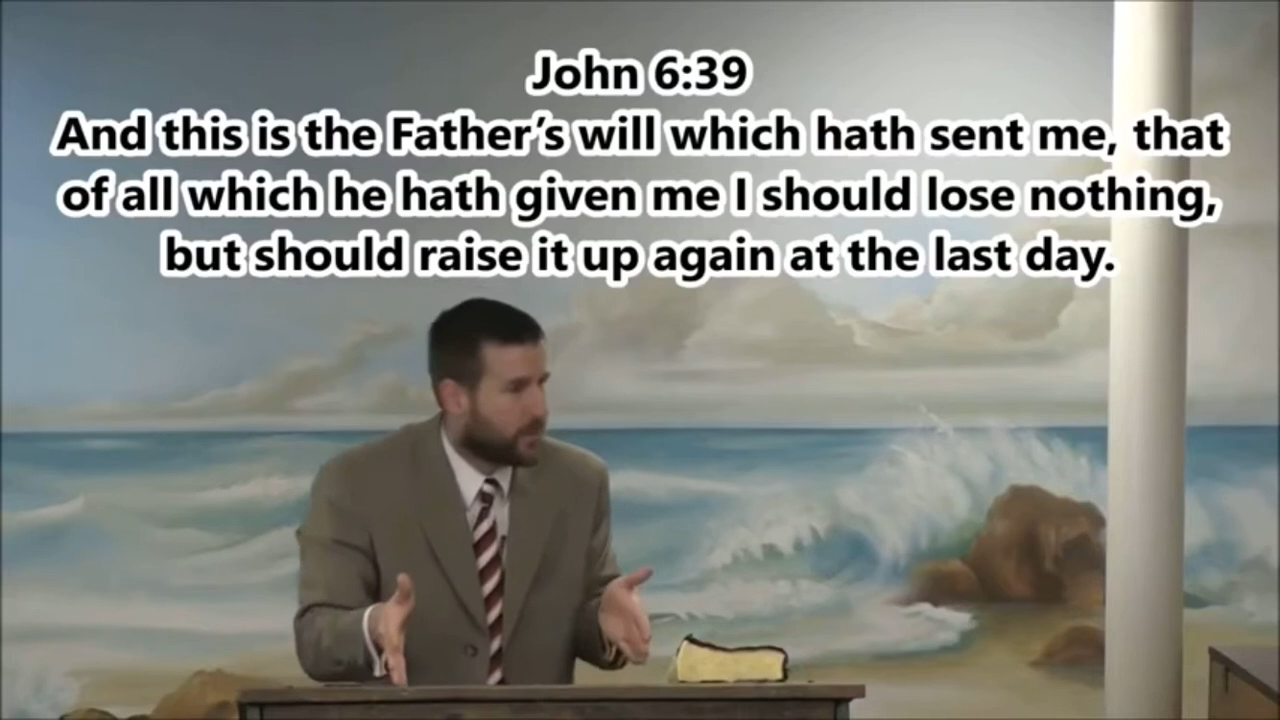 John 6:39
And this is the Father’s will which hath sent me, that
of all which he hath given me I should lose nothing,
but should raise it up again at the last day.